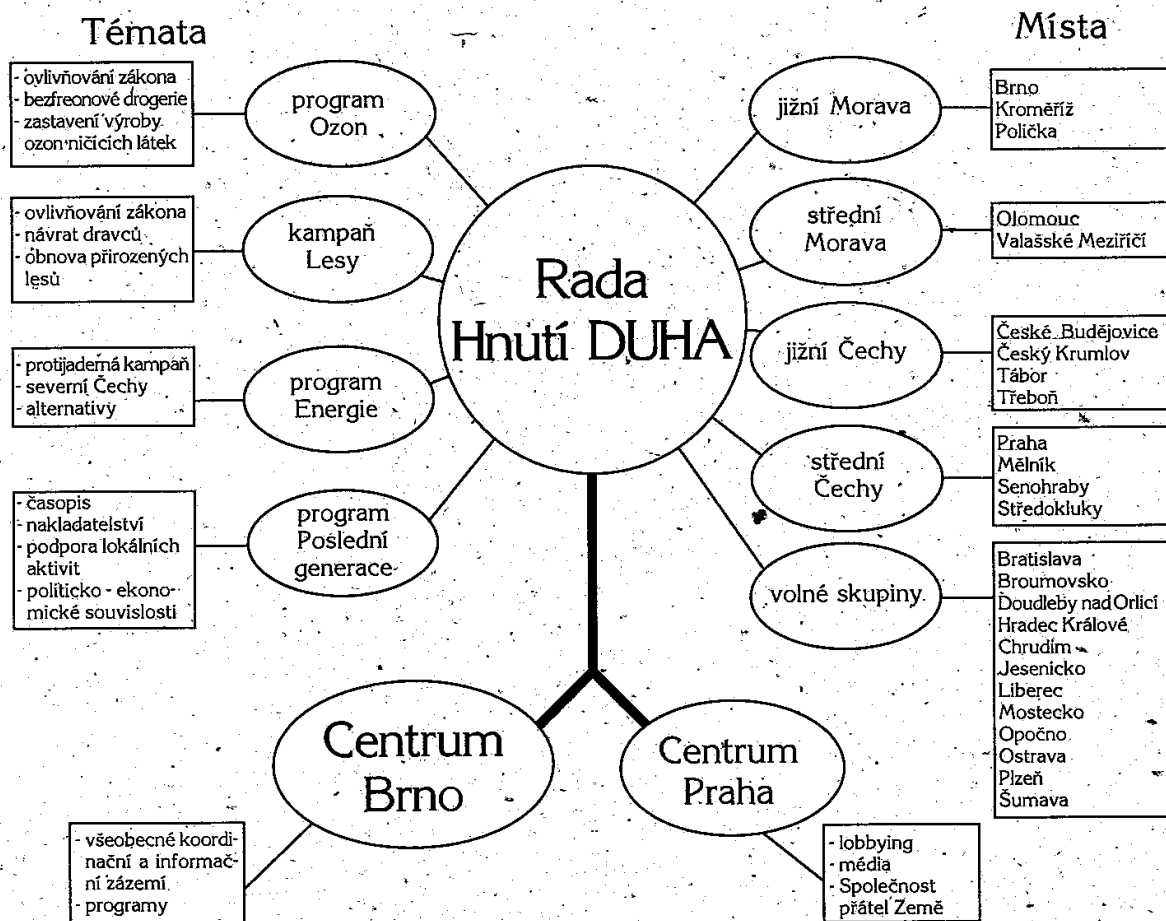 Témata
- ovlivňování zákona
- bezfreonové drogerie
- zastavení výroby
ozon ničících látek
program
Ozon
- ovlivňování zákona
- návrat dravců
- obnova přirozených
lesů
kampaň
Lesy
- protijaderná kampaň
- severní Čechy
- alternativy
program
Energie
- časopis
- nakladatelství
- podpora lokálních
aktivit
- politicko - ekono-
mické souvislosti
program
Poslední
generace
Rada
Hnutí DUHA
Místa
jižní Morava
Brno
Kroměříž
Polička
střední
Morava
Olomouc
Valašské Meziříčí
jižní Čechy
České Budějovice
Český Krumlov
Tábor
Třeboň
střední
Čechy
Praha
Mělník
Senohraby
Středokluky
volné skupiny
Bratislava
Broumovsko
Doudleby nad Orlicí
Hradec Králové
Chrudím
Jesenicko
Liberec
Mostecko
Opočno
Ostrava
Plzeň
Šumava
Centrum
Brno
- všeobecné koordi-
nační a informač-
ní zázemí
- programy
Centrum
Praha
- lobbying
- média
- Společnost
přátel Země